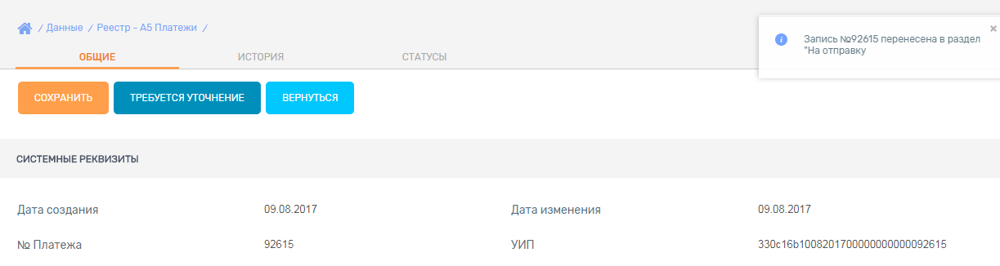 / Данные / Реестр - А5 Платежи /
Запись №92615 перенесена в раздел
"На отправку
ОБЩИЕ ИСТОРИЯ СТАТУСЫ
СОХРАНИТЬ ТРЕБУЕТСЯ УТОЧНЕНИЕ ВЕРНУТЬСЯ
СИСТЕМНЫЕ РЕКВИЗИТЫ
Дата создания 09.08.2017 Дата изменения 09.08.2017
№ Платежа 92615 УИП 330c16b1008201700000000000092615